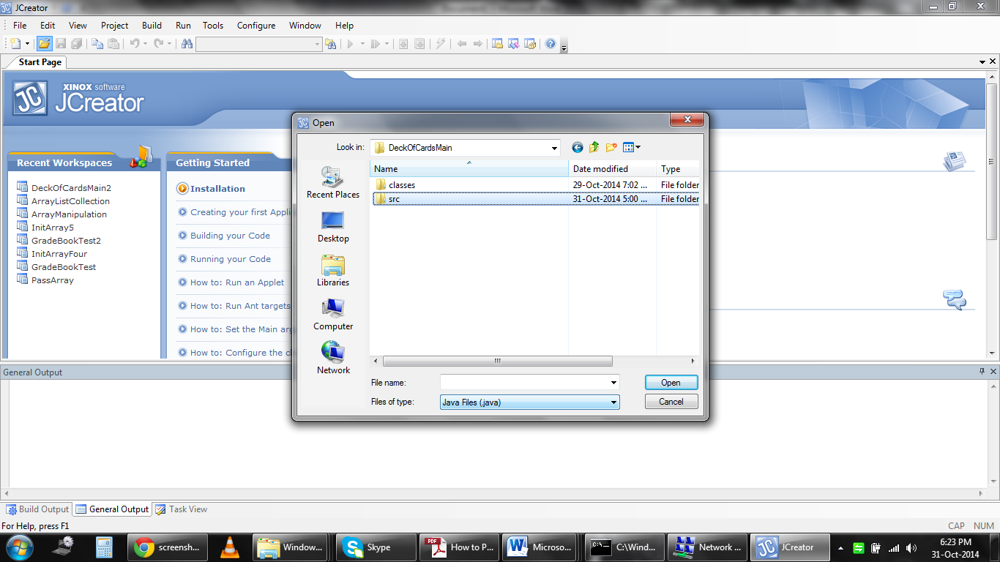 JCreator
File Edit View Project Build Run Tools Configure Window Help
Start Page
XINOX software
JCreator
JC
Recent Workspaces
DeckOfCardsMain2
ArrayListCollection
ArrayManipulation
InitArray5
GradeBookTest2
InitArrayFour
GradeBookTest
PassArray
Getting Started
Installation
Creating your first Appli
Building your Code
Running your Code
How to: Run an Applet
How to: Run Ant targets
How to: Set the Main arg
How to: Configure the c
Open
Look in: DeckOfCardsMain
Recent Places
Desktop
Libraries
Computer
Network
Name Date modified Type
classes 29-Oct-2014 7:02 ... File folder
src 31-Oct-2014 5:00 ... File folder
File name: Open
Files of type: Java Files (.java) Cancel
General Output
Build Output General Output Task View
For Help, press F1 CAP NUM
screensh... Window... Skype How to P... Microso... C:\Wind... Network ... JCreator
6:23 PM
31-Oct-2014